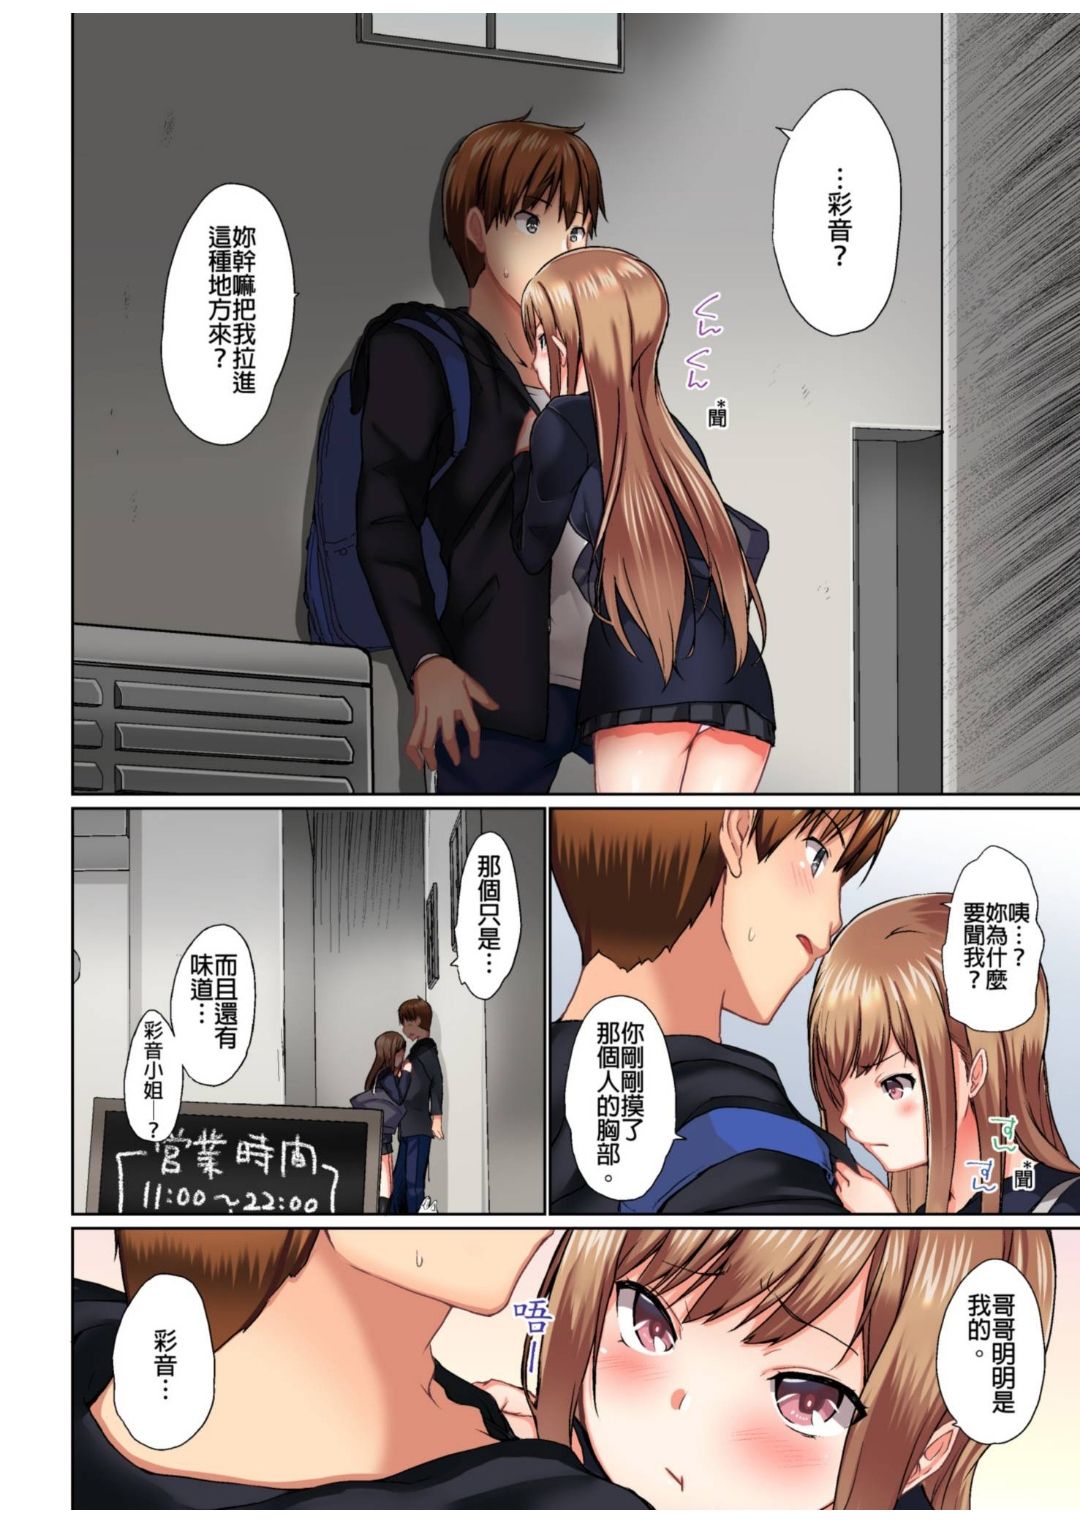 …彩音？
妳幹嘛把我拉進
這種地方來？
くんくん
*聞
咦…？
妳為什麼
要聞我？
你剛剛摸了
那個人的胸部。
すんすん
*聞
那個只是…
而且還有
味道…
彩音小姐—？
営業時間
11:00～22:00
哥哥明明是
我的。
唔—
彩音…